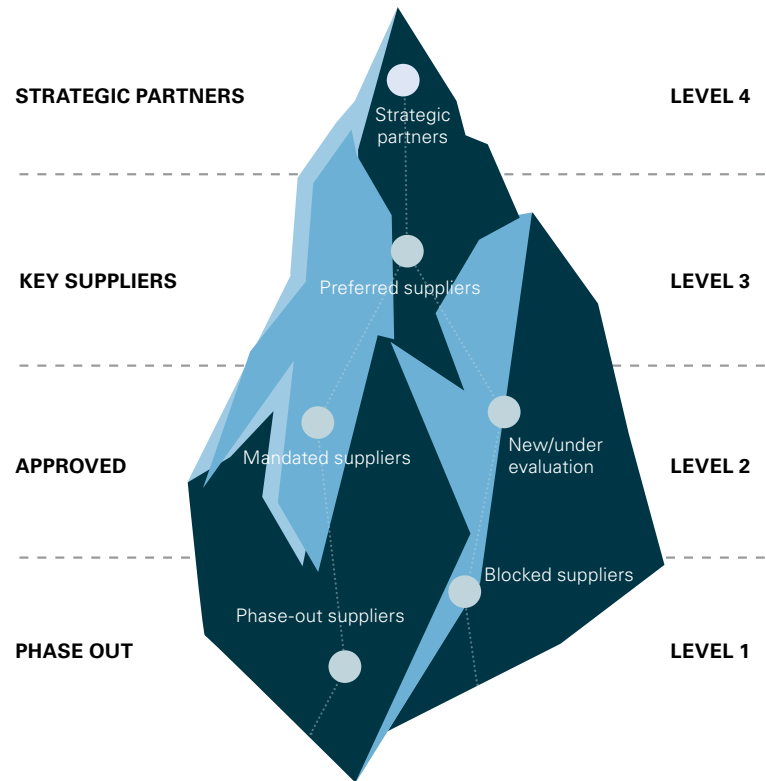 STRATEGIC PARTNERS
LEVEL 4
Strategic
partners
KEY SUPPLIERS
LEVEL 3
Preferred suppliers
APPROVED
LEVEL 2
Mandated suppliers
New/under
evaluation
Blocked suppliers
Phase-out suppliers
PHASE OUT
LEVEL 1